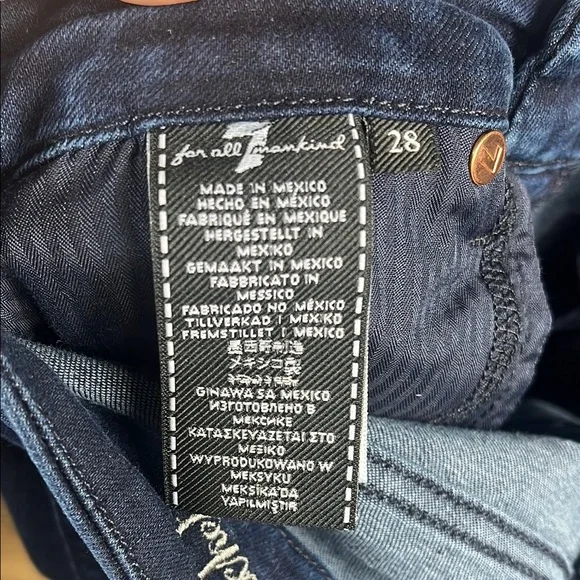 7
for all mankind
28
MADE IN MEXICO
HECHO EN MÉXICO
FABRIQUÉ EN MEXIQUE
HERGESTELLT IN
MEXIKO
GEMAAKT IN MEXICO
FABBRICATO IN
MESSICO
FABRICADO NO MÉXICO
TILLVERKAD I MEXICO
FREMSTILLET I MEXICO
墨西哥制造
メキシコ製
GINAWA SA MEXICO
ИЗГОТОВЛЕНО В
МЕКСИКЕ
ΚΑΤΑΣΚΕΥΑΖΕΤΑΙ ΣΤΟ
ΜΕΞΙΚΟ
WYPRODUKOWANO W
MEKSYKU
MEKSİKA'DA
YAPILMIŞTIR